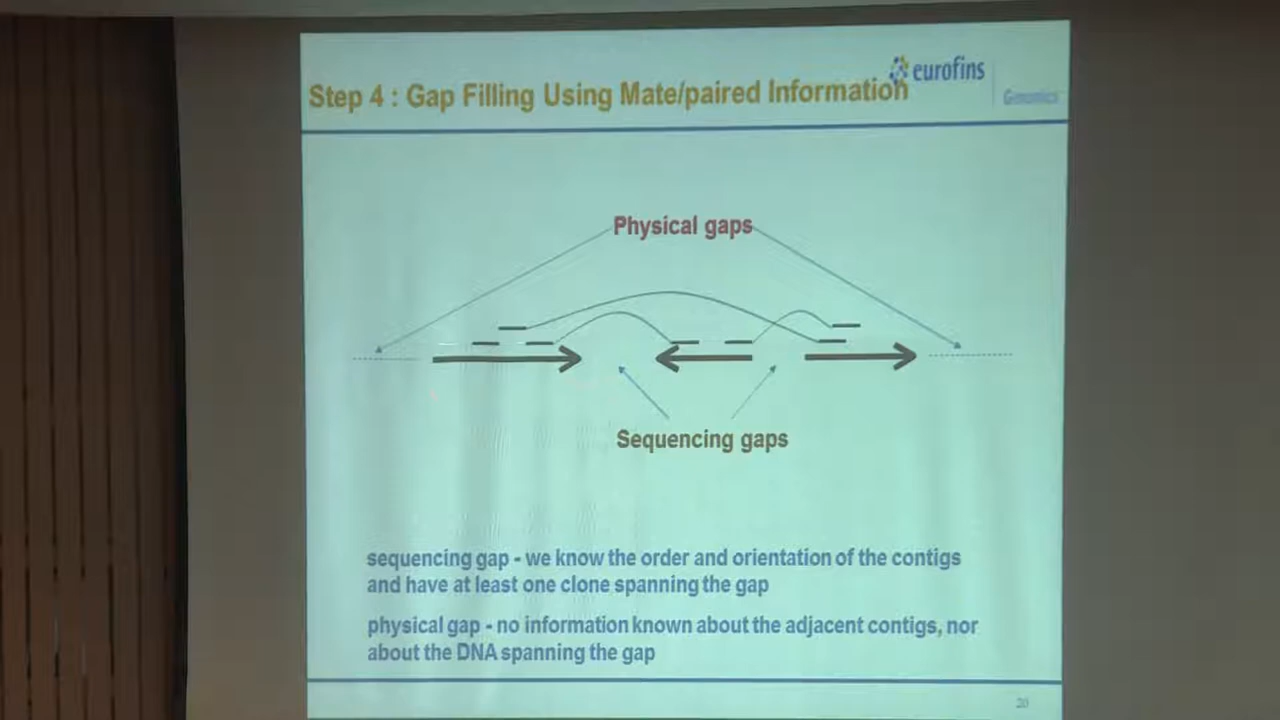 Step 4 : Gap Filling Using Mate/paired Information
eurofins
Genomics
Physical gaps
Sequencing gaps
sequencing gap - we know the order and orientation of the contigs
and have at least one clone spanning the gap
physical gap - no information known about the adjacent contigs, nor
about the DNA spanning the gap
20